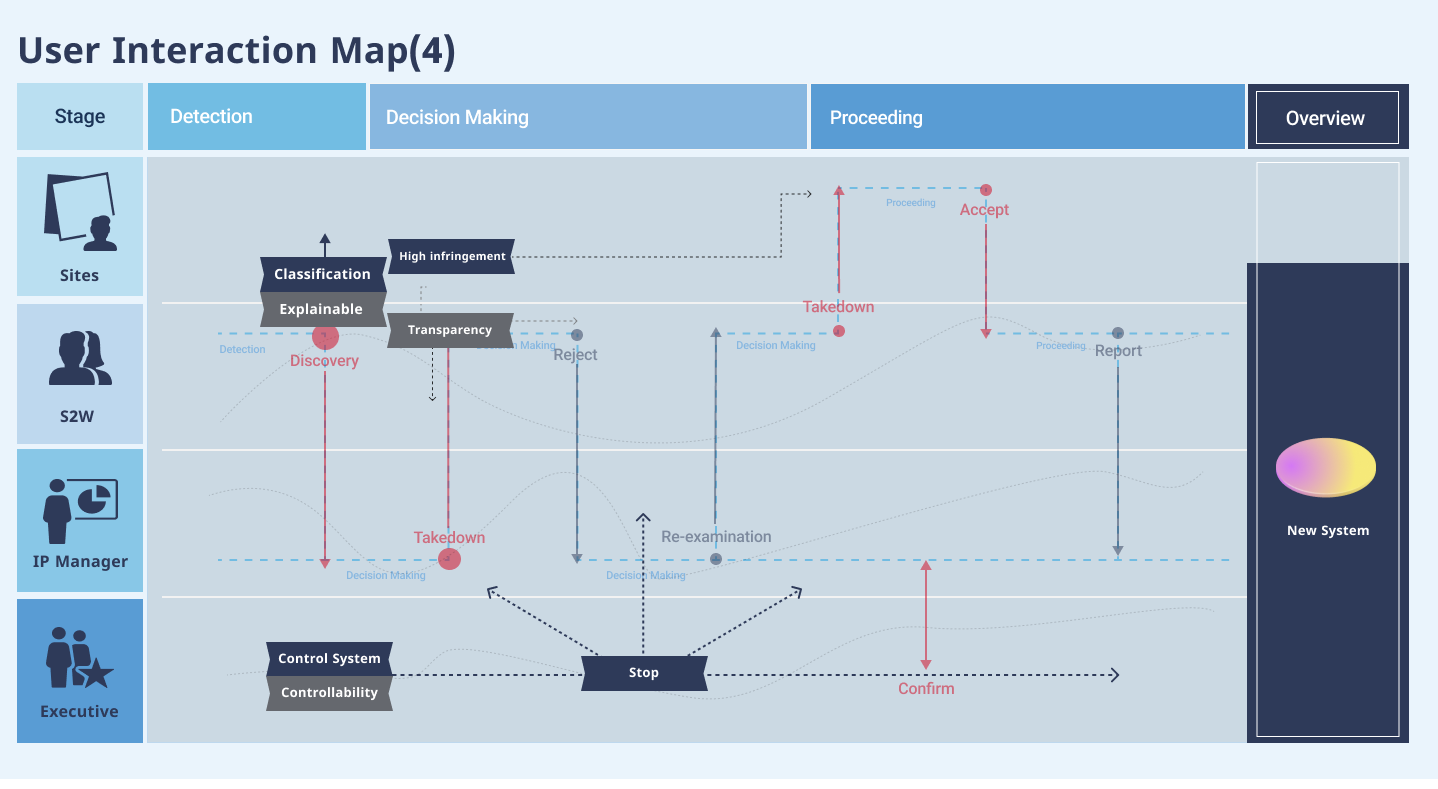 User Interaction Map(4)
Stage
Detection
Decision Making
Proceeding
Overview
Sites
Proceeding
Accept
High infringement
Classification
Explainable
Takedown
Transparency
S2W
Detection
Discovery
Decision Making
Reject
Decision Making
Proceeding
Report
IP Manager
Takedown
Re-examination
Decision Making
Decision Making
New System
Executive
Control System
Controllability
Stop
Confirm